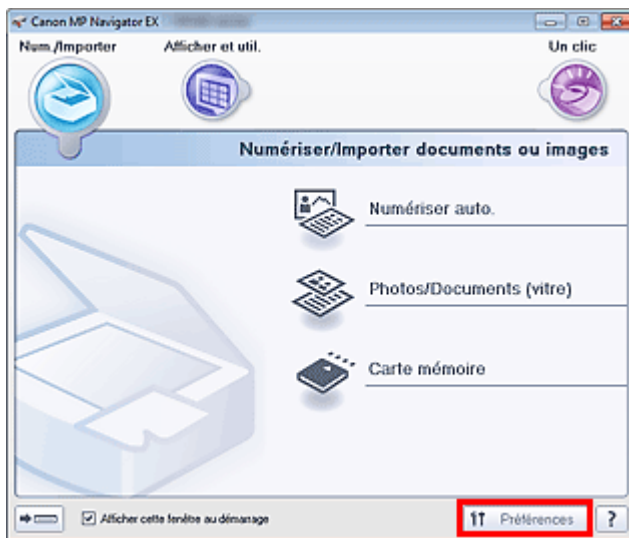 Canon MP Navigator EX
Num./Importer
Afficher et util.
Un clic
Numériser/Importer documents ou images
Numériser auto.
Photos/Documents (vitre)
Carte mémoire
Afficher cette fenêtre au démarrage
Préférences
?